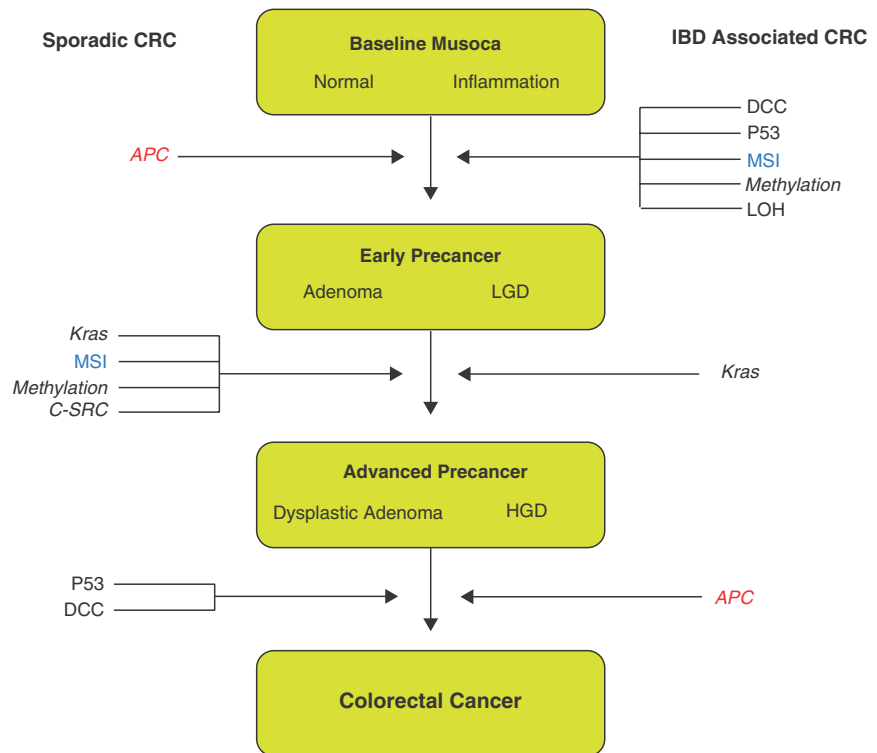 Sporadic CRC
Baseline Musoca
IBD Associated CRC
Normal
Inflammation
APC
DCC
P53
MSI
Methylation
LOH
Early Precancer
Adenoma
LGD
Kras
MSI
Methylation
C-SRC
Kras
Advanced Precancer
Dysplastic Adenoma
HGD
P53
DCC
APC
Colorectal Cancer